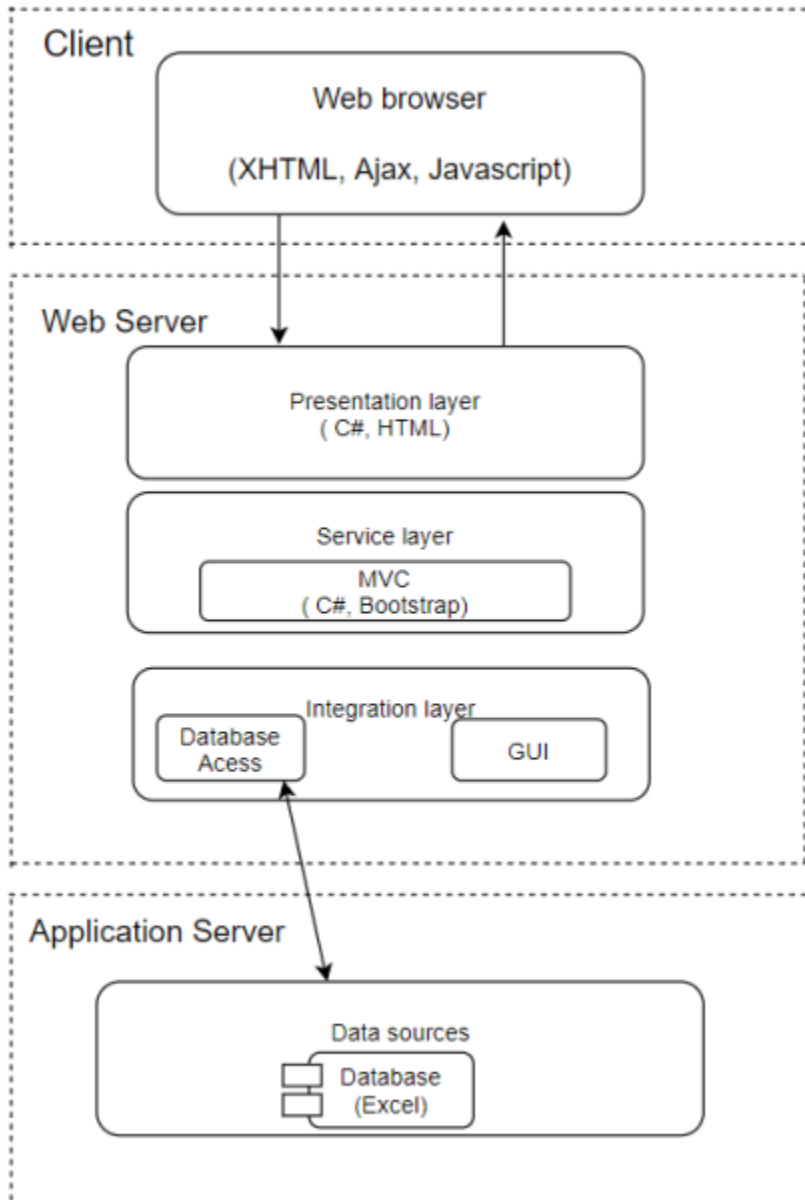 Client
Web browser
(XHTML, Ajax, Javascript)
Web Server
Presentation layer
( C#, HTML)
Service layer
MVC
( C#, Bootstrap)
Integration layer
Database
Acess
GUI
Application Server
Data sources
Database
(Excel)